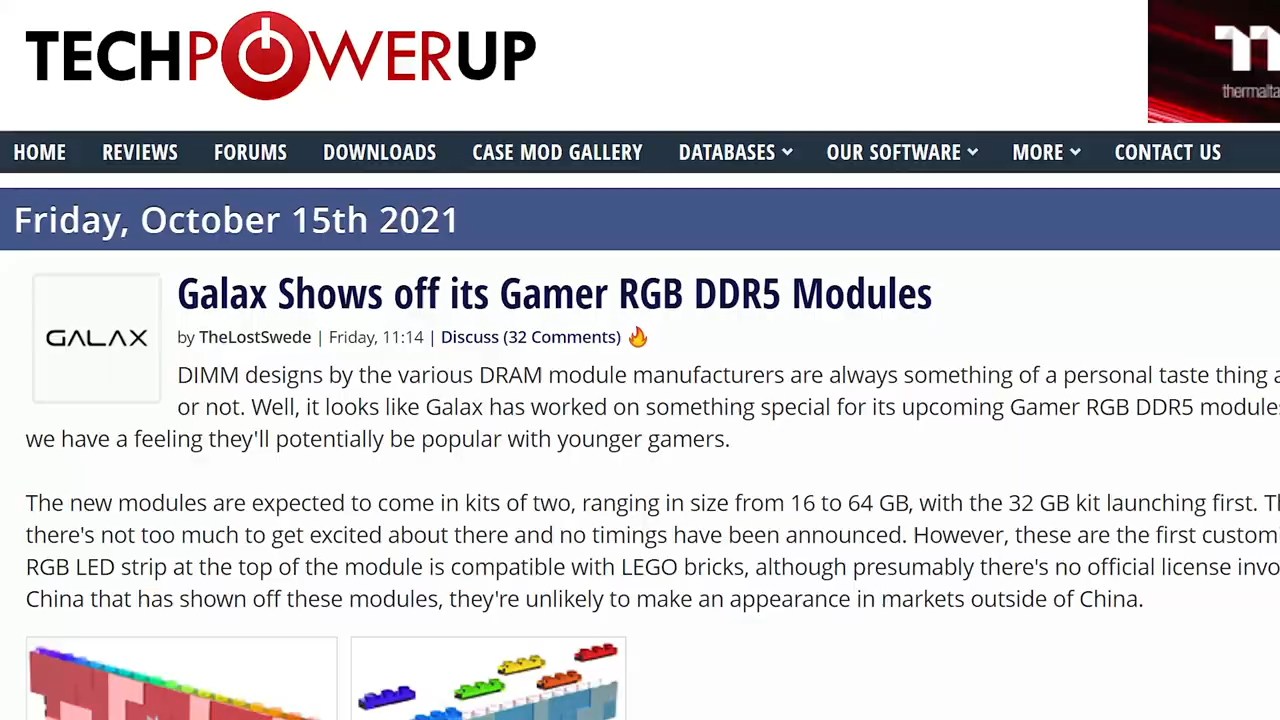 TECHPOWERUP
thermalta
HOME REVIEWS FORUMS DOWNLOADS CASE MOD GALLERY DATABASES OUR SOFTWARE MORE CONTACT US
Friday, October 15th 2021
GALAX
Galax Shows off its Gamer RGB DDR5 Modules
by TheLostSwede | Friday, 11:14 | Discuss (32 Comments)
DIMM designs by the various DRAM module manufacturers are always something of a personal taste thing a
or not. Well, it looks like Galax has worked on something special for its upcoming Gamer RGB DDR5 modules
we have a feeling they'll potentially be popular with younger gamers.
The new modules are expected to come in kits of two, ranging in size from 16 to 64 GB, with the 32 GB kit launching first. Th
there's not too much to get excited about there and no timings have been announced. However, these are the first custom
RGB LED strip at the top of the module is compatible with LEGO bricks, although presumably there's no official license invo
China that has shown off these modules, they're unlikely to make an appearance in markets outside of China.